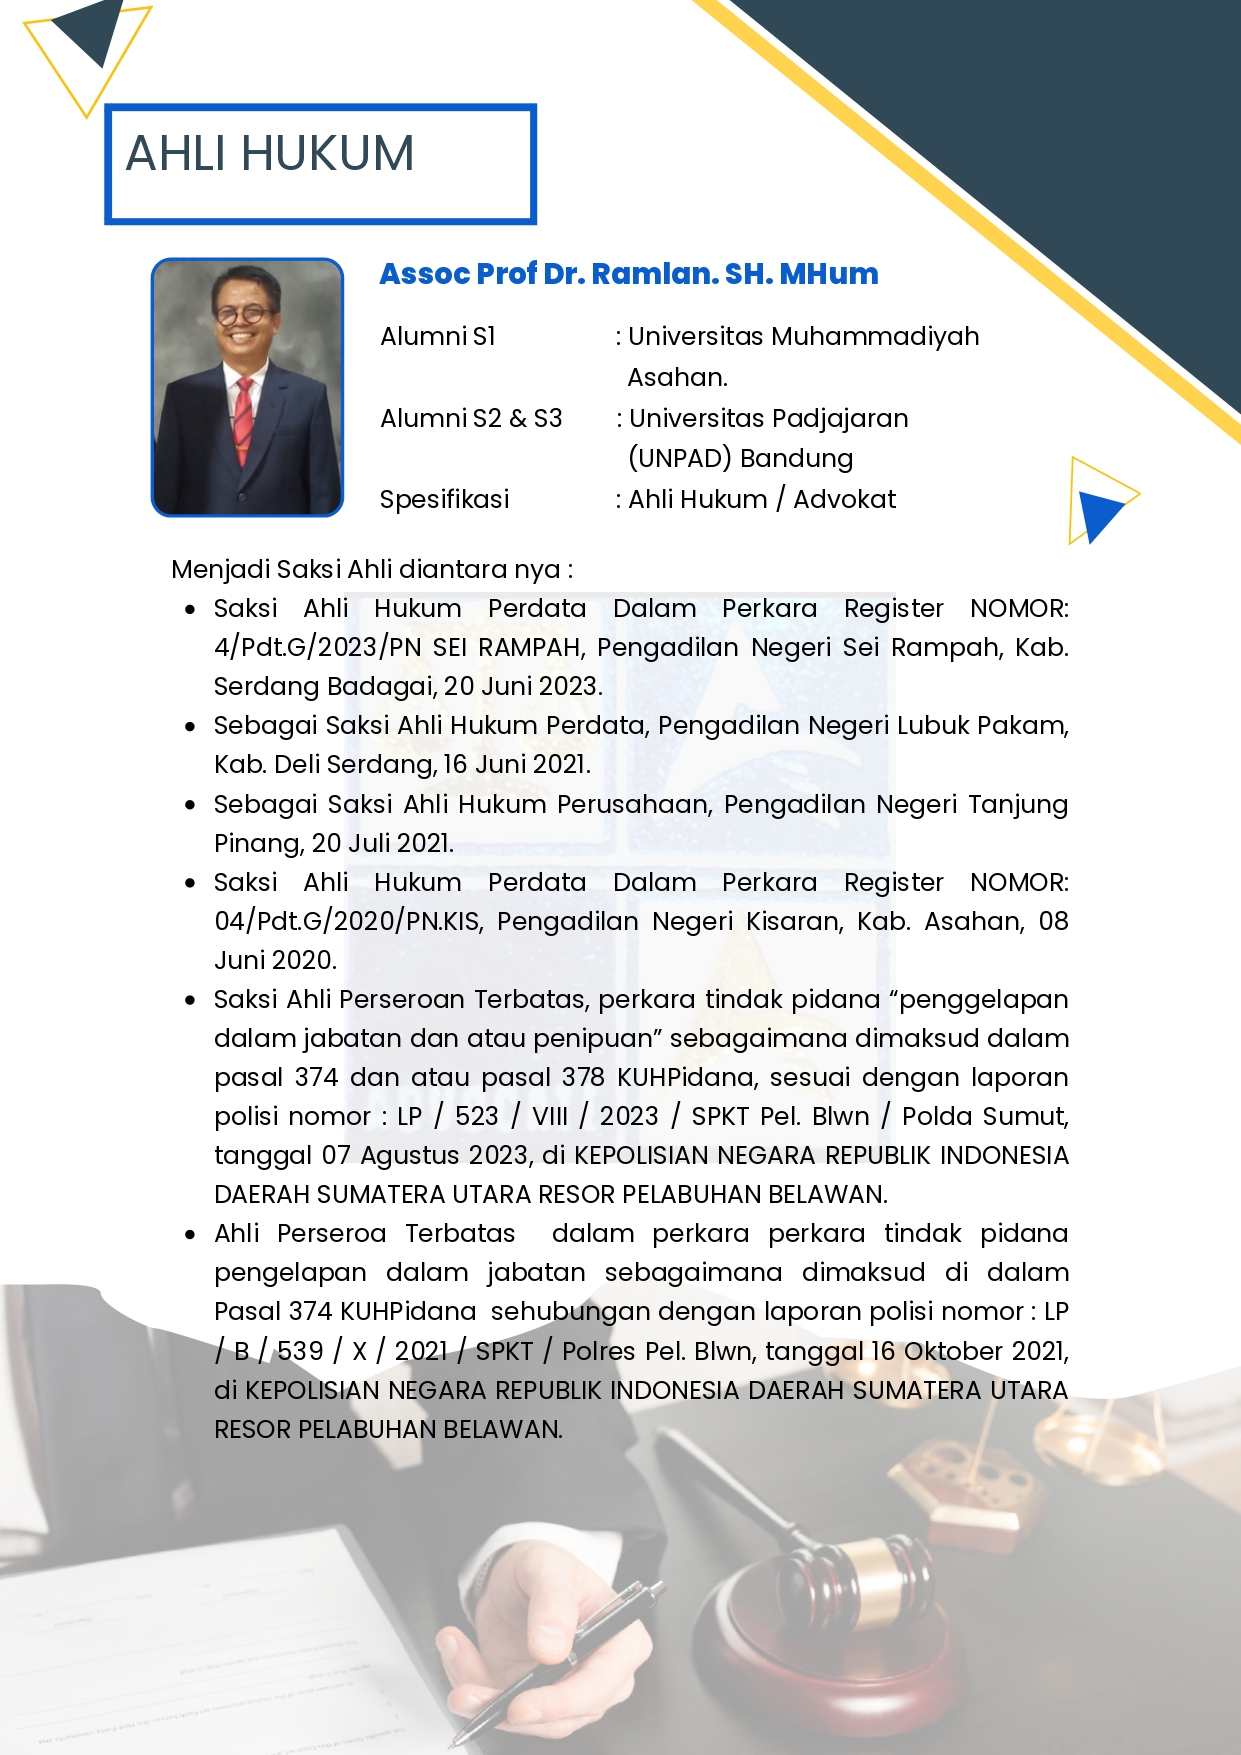 AHLI HUKUM
Assoc Prof Dr. Ramlan. SH. MHum
Alumni S1 : Universitas Muhammadiyah
Asahan.
Alumni S2 & S3 : Universitas Padjajaran
(UNPAD) Bandung
Spesifikasi : Ahli Hukum / Advokat
Menjadi Saksi Ahli diantara nya :
• Saksi Ahli Hukum Perdata Dalam Perkara Register NOMOR:
4/Pdt.G/2023/PN SEI RAMPAH, Pengadilan Negeri Sei Rampah, Kab.
Serdang Badagai, 20 Juni 2023.
• Sebagai Saksi Ahli Hukum Perdata, Pengadilan Negeri Lubuk Pakam,
Kab. Deli Serdang, 16 Juni 2021.
• Sebagai Saksi Ahli Hukum Perusahaan, Pengadilan Negeri Tanjung
Pinang, 20 Juli 2021.
• Saksi Ahli Hukum Perdata Dalam Perkara Register NOMOR:
04/Pdt.G/2020/PN.KIS, Pengadilan Negeri Kisaran, Kab. Asahan, 08
Juni 2020.
• Saksi Ahli Perseroan Terbatas, perkara tindak pidana “penggelapan
dalam jabatan dan atau penipuan” sebagaimana dimaksud dalam
pasal 374 dan atau pasal 378 KUHPidana, sesuai dengan laporan
polisi nomor : LP / 523 / VIII / 2023 / SPKT Pel. Blwn / Polda Sumut,
tanggal 07 Agustus 2023, di KEPOLISIAN NEGARA REPUBLIK INDONESIA
DAERAH SUMATERA UTARA RESOR PELABUHAN BELAWAN.
• Ahli Perseroa Terbatas dalam perkara perkara tindak pidana
pengelapan dalam jabatan sebagaimana dimaksud di dalam
Pasal 374 KUHPidana sehubungan dengan laporan polisi nomor : LP
/ B / 539 / X / 2021 / SPKT / Polres Pel. Blwn, tanggal 16 Oktober 2021,
di KEPOLISIAN NEGARA REPUBLIK INDONESIA DAERAH SUMATERA UTARA
RESOR PELABUHAN BELAWAN.